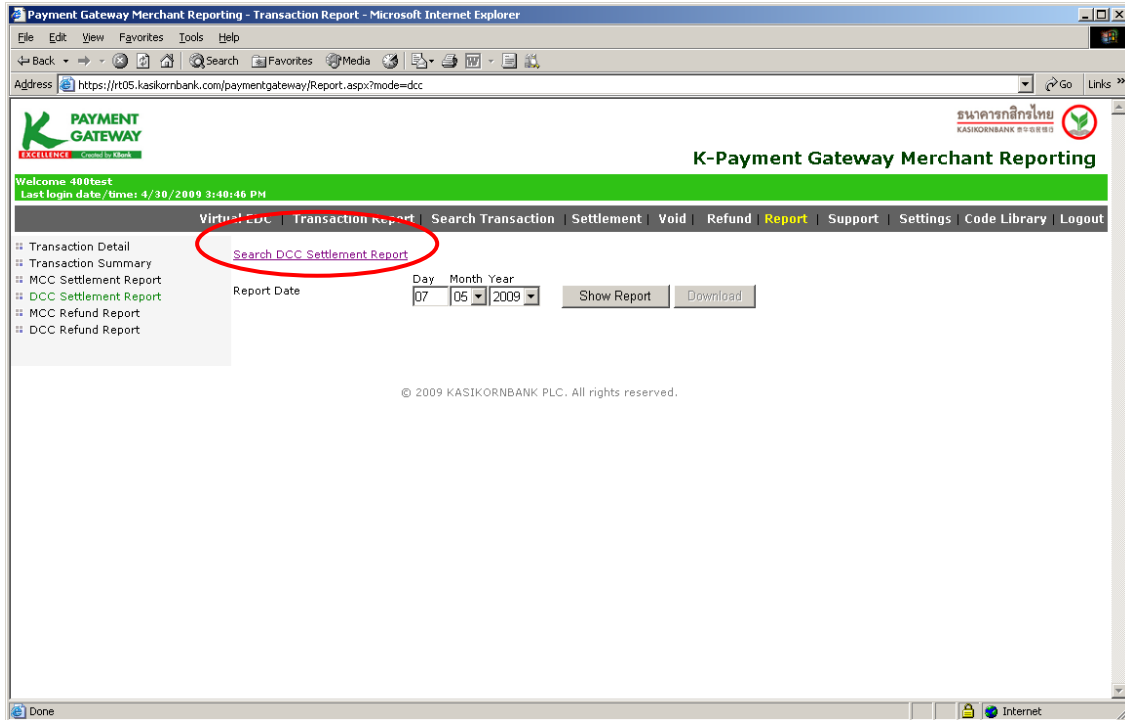 Payment Gateway Merchant Reporting - Transaction Report - Microsoft Internet Explorer
File Edit View Favorites Tools Help
Back Search Favorites Media
Address https://rt05.kasikornbank.com/paymentgateway/Report.aspx?mode=dcc Go Links »
PAYMENT
GATEWAY
EXCELLENCE Created by KBank
ธนาคารกสิกรไทย
KASIKORNBANK
K-Payment Gateway Merchant Reporting
Welcome 400test
Last login date/time: 4/30/2009 3:40:46 PM
Virtual EDC | Transaction Report | Search Transaction | Settlement | Void | Refund | Report | Support | Settings | Code Library | Logout
Transaction Detail
Transaction Summary
MCC Settlement Report
DCC Settlement Report
MCC Refund Report
DCC Refund Report
Search DCC Settlement Report
Day Month Year
Report Date 07 05 2009 Show Report Download
© 2009 KASIKORNBANK PLC. All rights reserved.
Done Internet